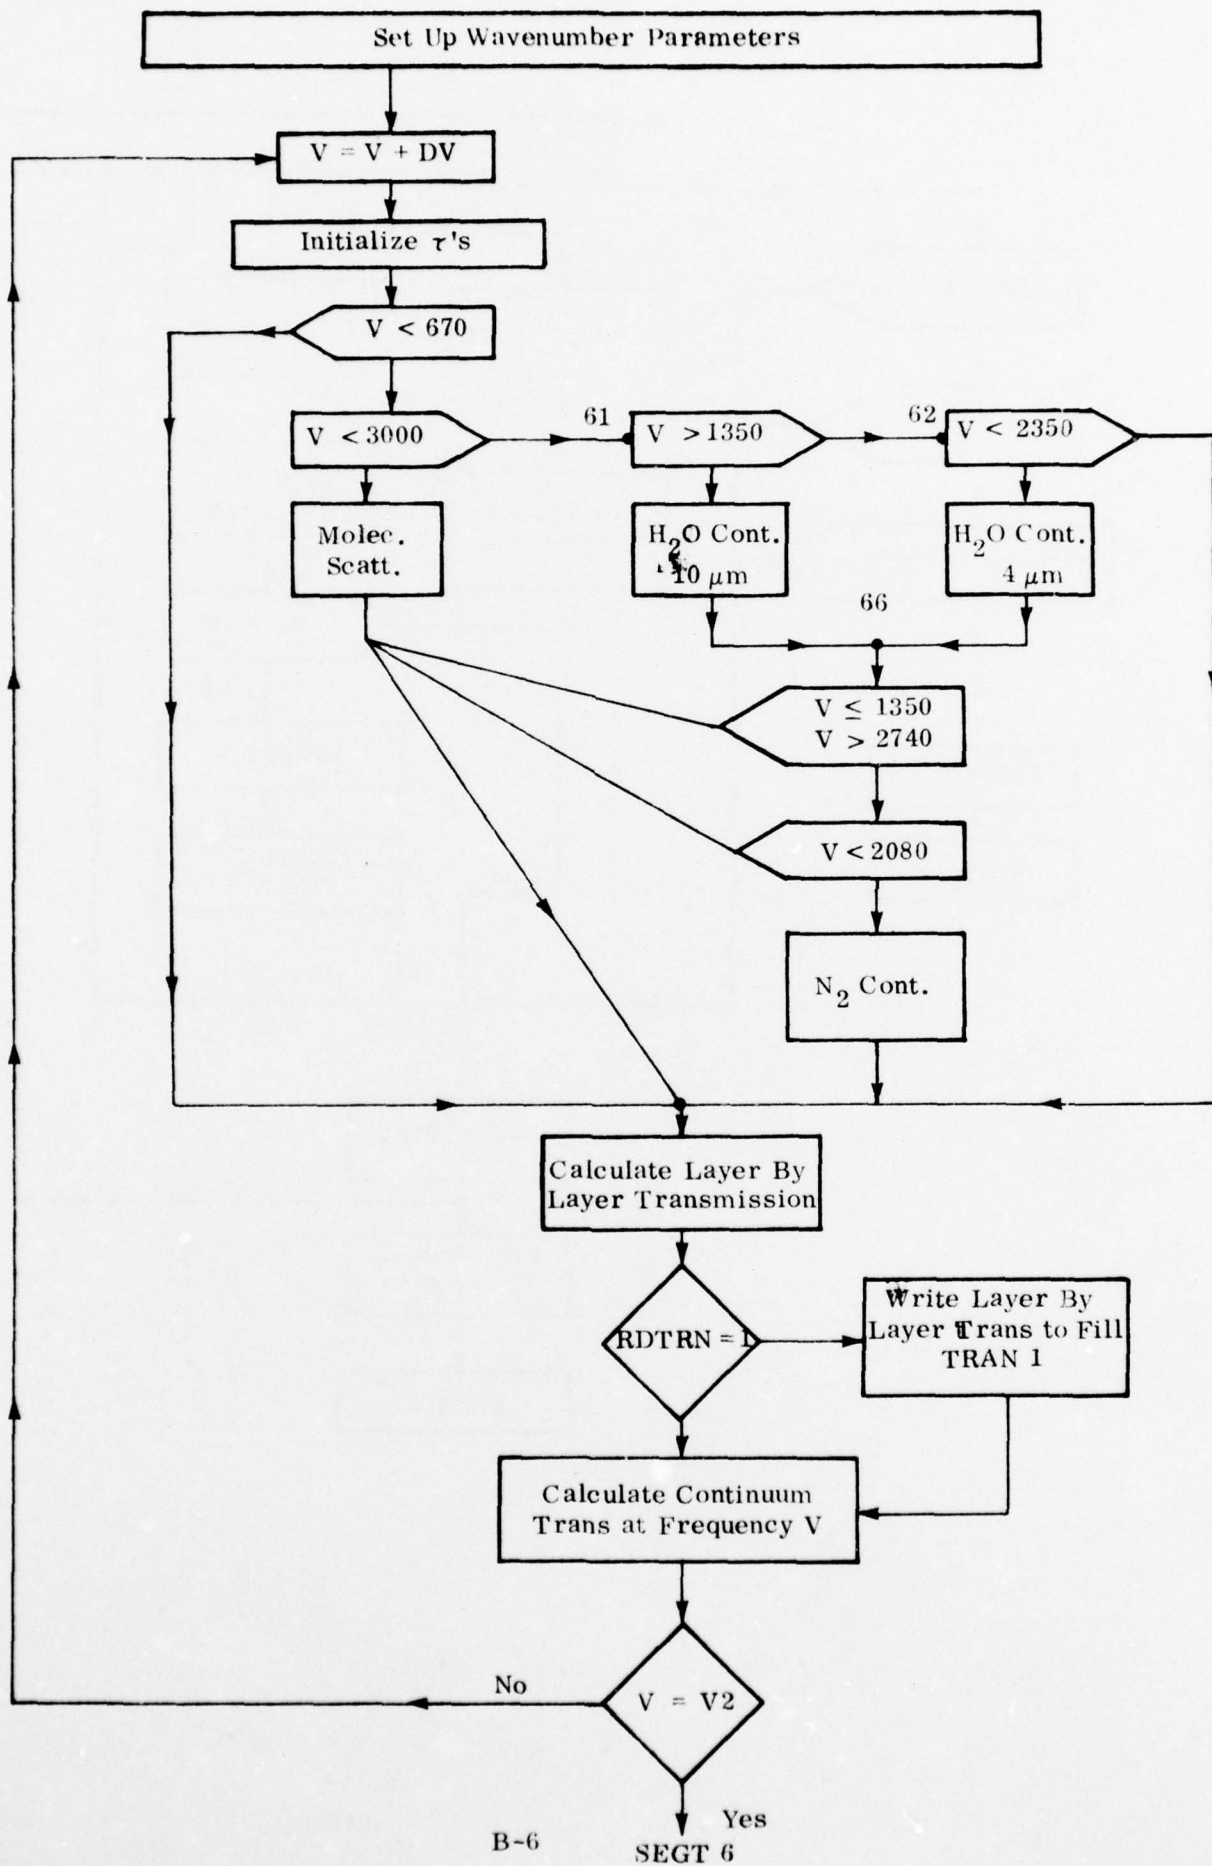 Set Up Wavenumber Parameters
V = V + DV
Initialize τ's
V < 670
V < 3000
61
V > 1350
62
V < 2350
Molec.
Scatt.
H2O Cont.
10 μm
H2O Cont.
4 μm
66
V ≤ 1350
V > 2740
V < 2080
N2 Cont.
Calculate Layer By
Layer Transmission
RDTRN = 1
Write Layer By
Layer Trans to Fill
TRAN 1
Calculate Continuum
Trans at Frequency V
No
V = V2
Yes
B-6
SEGT 6